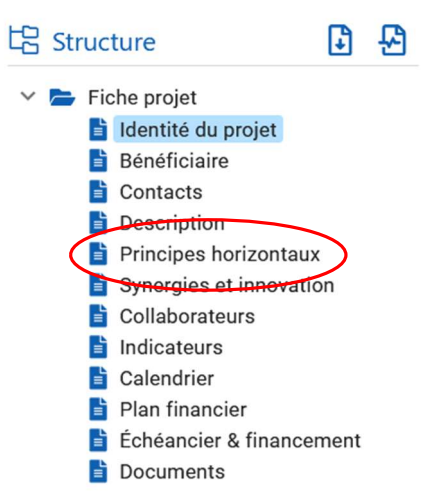 Structure
Fiche projet
Identité du projet
Bénéficiaire
Contacts
Description
Principes horizontaux
Synergies et innovation
Collaborateurs
Indicateurs
Calendrier
Plan financier
Échéancier & financement
Documents